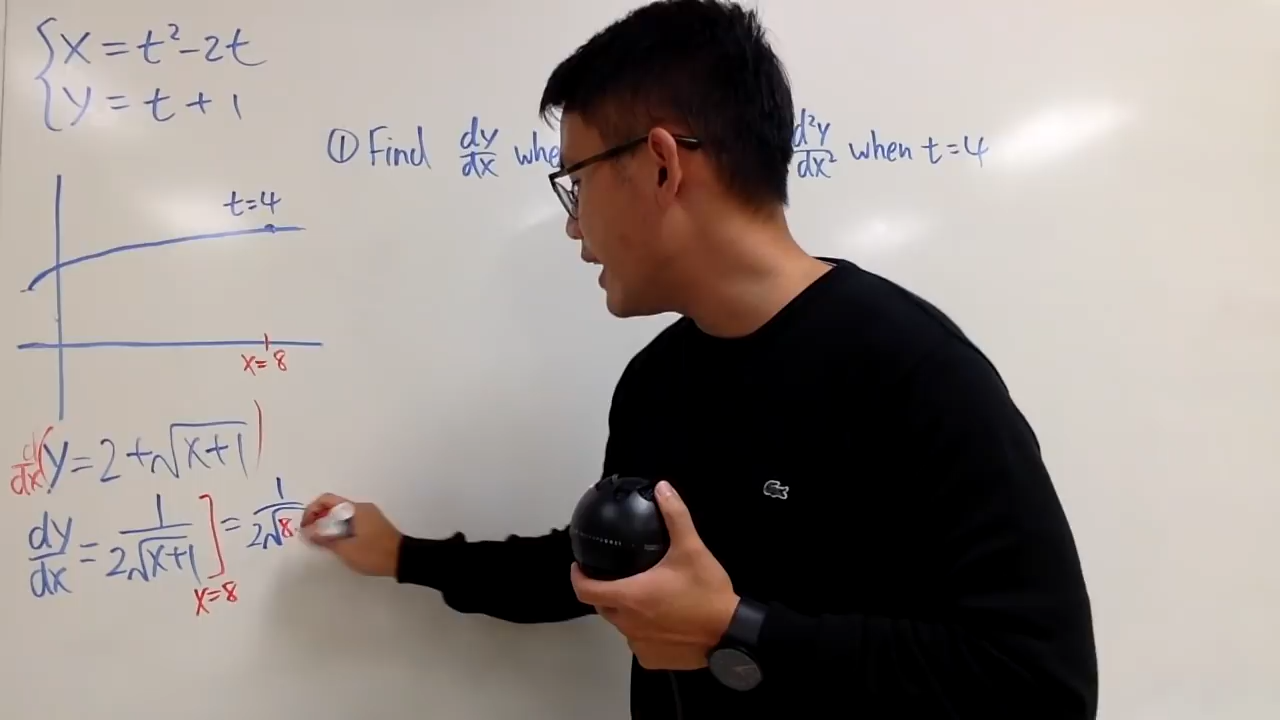 {x = t²-2t
y = t + 1
① Find dy/dx whe d²y/dx² when t=4
t=4
x=8
d/dx(y = 2+√(x+1))
dy/dx = 1/(2√(x+1))] x=8 = 1/(2√8